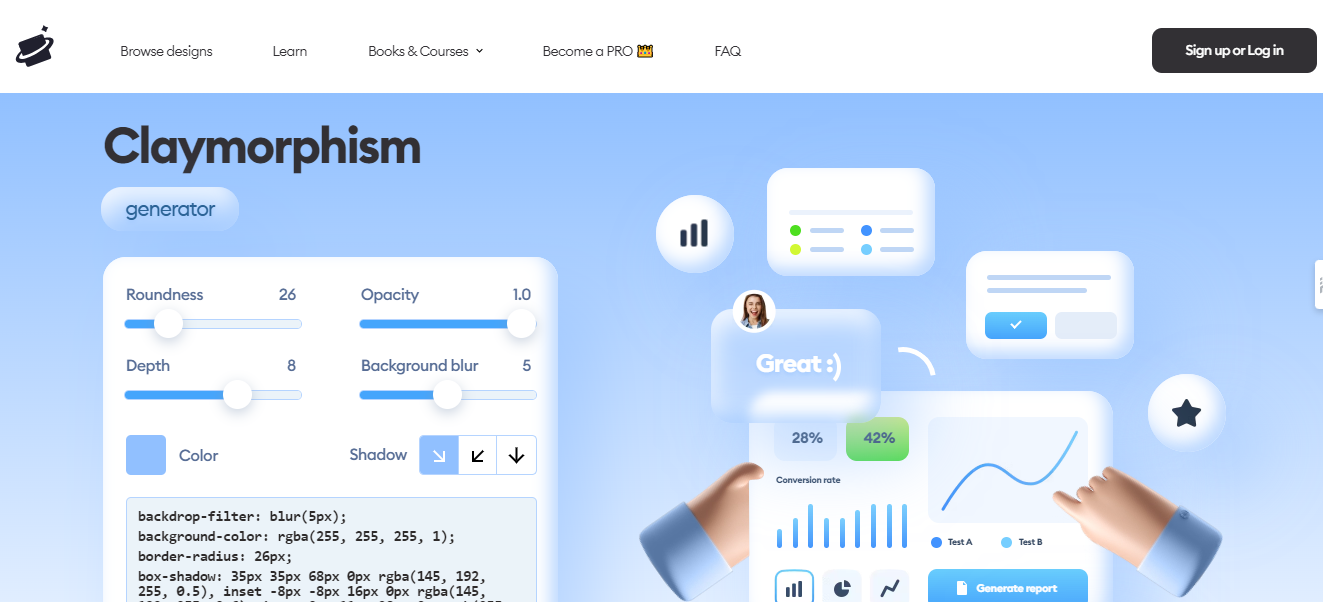 Browse designs Learn Books & Courses Become a PRO FAQ Sign up or Log in
Claymorphism
generator
Roundness 26 Opacity 1.0
Depth 8 Background blur 5
Color Shadow
backdrop-filter: blur(5px);
background-color: rgba(255, 255, 255, 1);
border-radius: 26px;
box-shadow: 35px 35px 68px 0px rgba(145, 192,
255, 0.5), inset -8px -8px 16px 0px rgba(145,
Great :)
28% 42%
Conversion rate
Test A Test B
Generate report